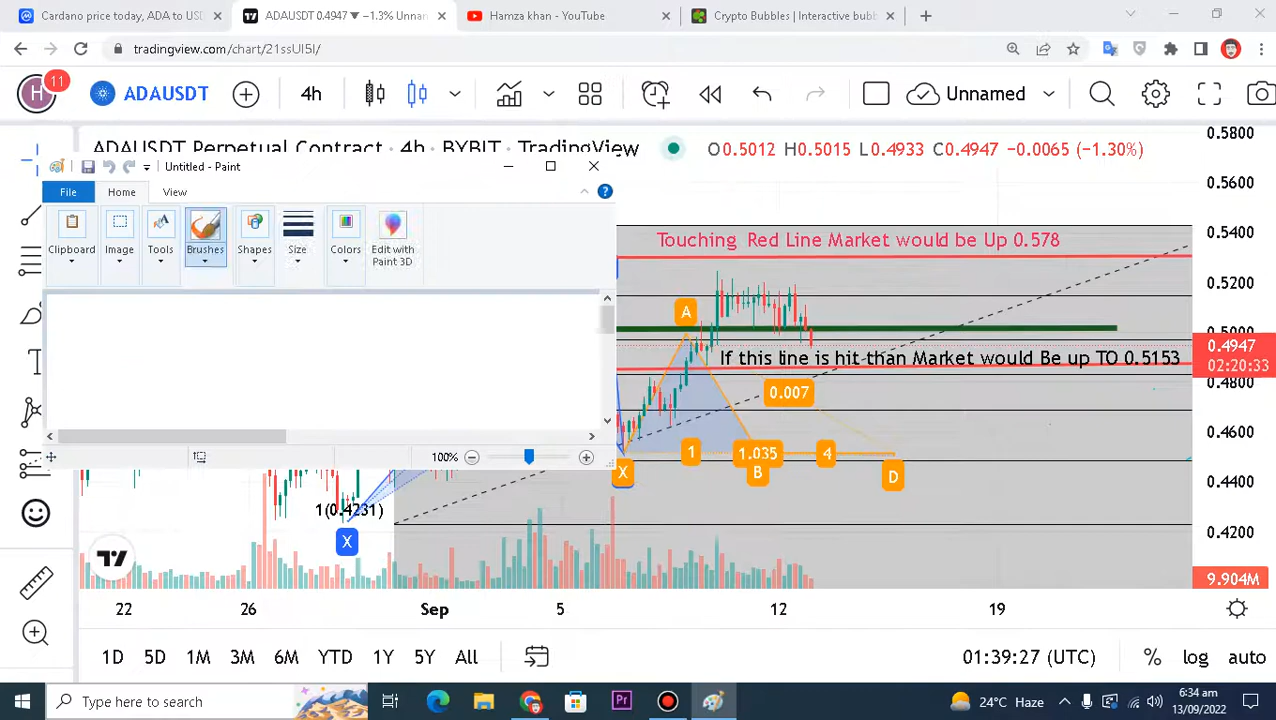 Cardano price today, ADA to USD
ADAUSDT 0.4947 ▼ −1.3% Unnan
Hamza khan - YouTube
Crypto Bubbles | Interactive bubb
tradingview.com/chart/21ssUI5I/
H
11
ADAUSDT
4h
Unnamed
ADAUSDT Perpetual Contract · 4h · BYBIT · TradingView
O0.5012 H0.5015 L0.4933 C0.4947 −0.0065 (−1.30%)
Untitled - Paint
File
Home
View
Clipboard
Image
Tools
Brushes
Shapes
Size
Colors
Edit with
Paint 3D
100%
Touching Red Line Market would be Up 0.578
If this line is hit than Market would Be up TO 0.5153
A
0.007
X
1
1.035
B
4
D
1(0.4231)
X
0.5800
0.5600
0.5400
0.5200
0.5000
0.4947
02:20:33
0.4800
0.4600
0.4400
0.4200
9.904M
22
26
Sep
5
12
19
1D
5D
1M
3M
6M
YTD
1Y
5Y
All
01:39:27 (UTC)
%
log
auto
Type here to search
Pr
24°C Haze
6:34 am
13/09/2022